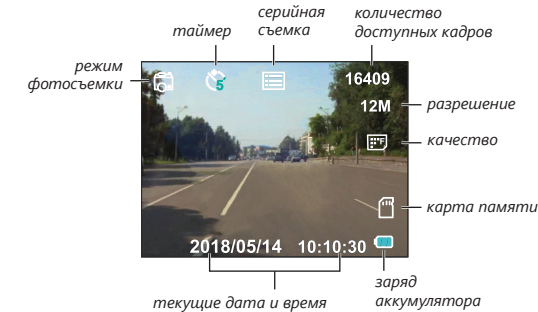 серийная
съемка
количество
доступных кадров
таймер
режим
фотосъемки
5
16409
12M
разрешение
F
качество
карта памяти
2018/05/14 10:10:30
заряд
аккумулятора
текущие дата и время